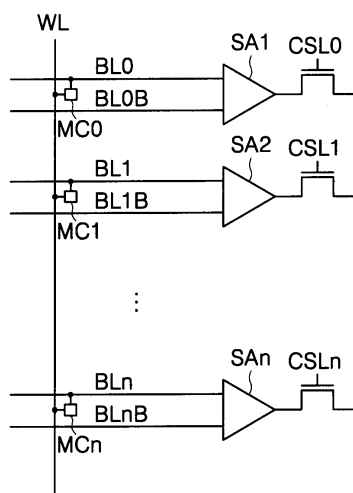 WL
SA1
CSL0
BL0
BL0B
MC0
SA2
CSL1
BL1
BL1B
MC1
SAn
CSLn
BLn
BLnB
MCn